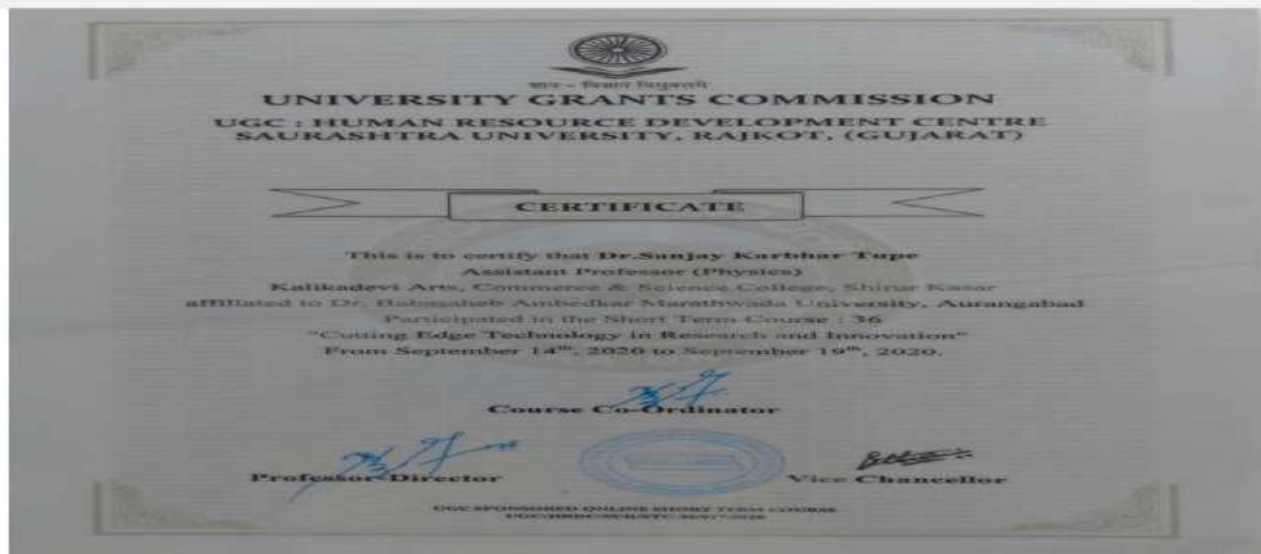 UNIVERSITY GRANTS COMMISSION
UGC : HUMAN RESOURCE DEVELOPMENT CENTRE
SAURASHTRA UNIVERSITY, RAJKOT, (GUJARAT)
CERTIFICATE
This is to certify that Dr.Sanjay Karbhar Tupe
Assistant Professor (Physics)
Kalikadevi Arts, Commerce & Science College, Shirur Kasar
affiliated to Dr. Babasaheb Ambedkar Marathwada University, Aurangabad
Participated in the Short Term Course : 36
"Cutting Edge Technology in Research and Innovation"
From September 14th, 2020 to September 19th, 2020.
Course Co-Ordinator
Professor-Director
Vice Chancellor
UGC SPONSORED ONLINE SHORT TERM COURSE